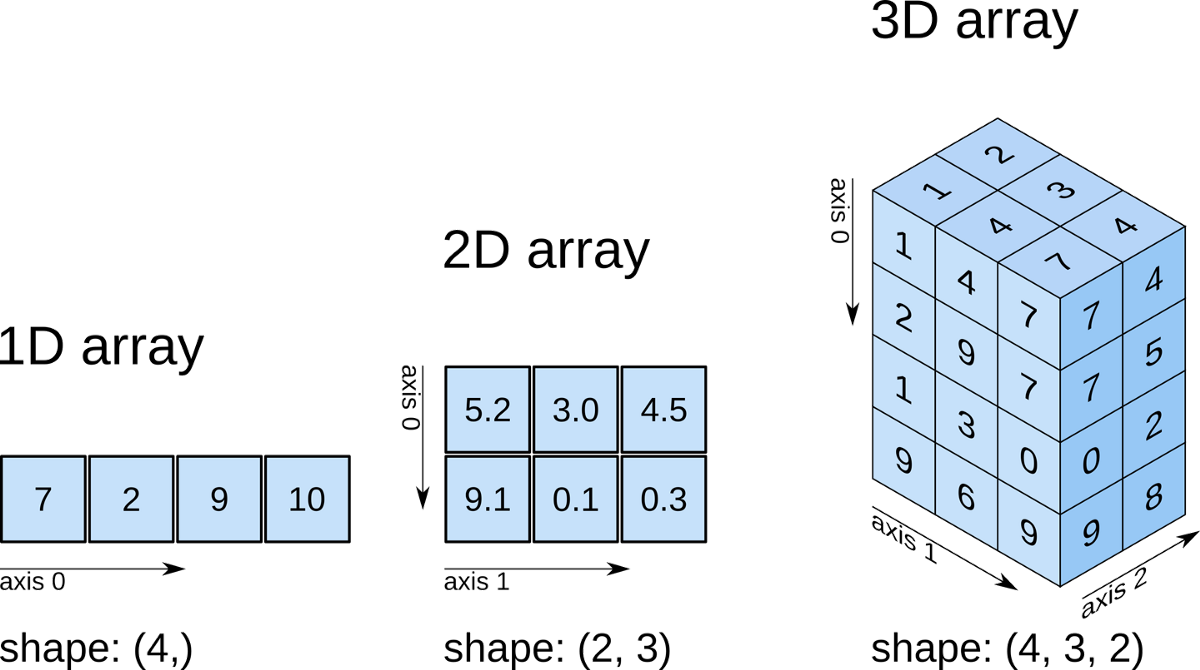 1D array
7 2 9 10
axis 0
shape: (4,)
2D array
axis 0
5.2 3.0 4.5
9.1 0.1 0.3
axis 1
shape: (2, 3)
3D array
axis 0
2
1 3
4 4
7
1 4 7 7 4
2 9 7 7 5
1 3 0 0 2
9 6 9 9 8
axis 1
axis 2
shape: (4, 3, 2)